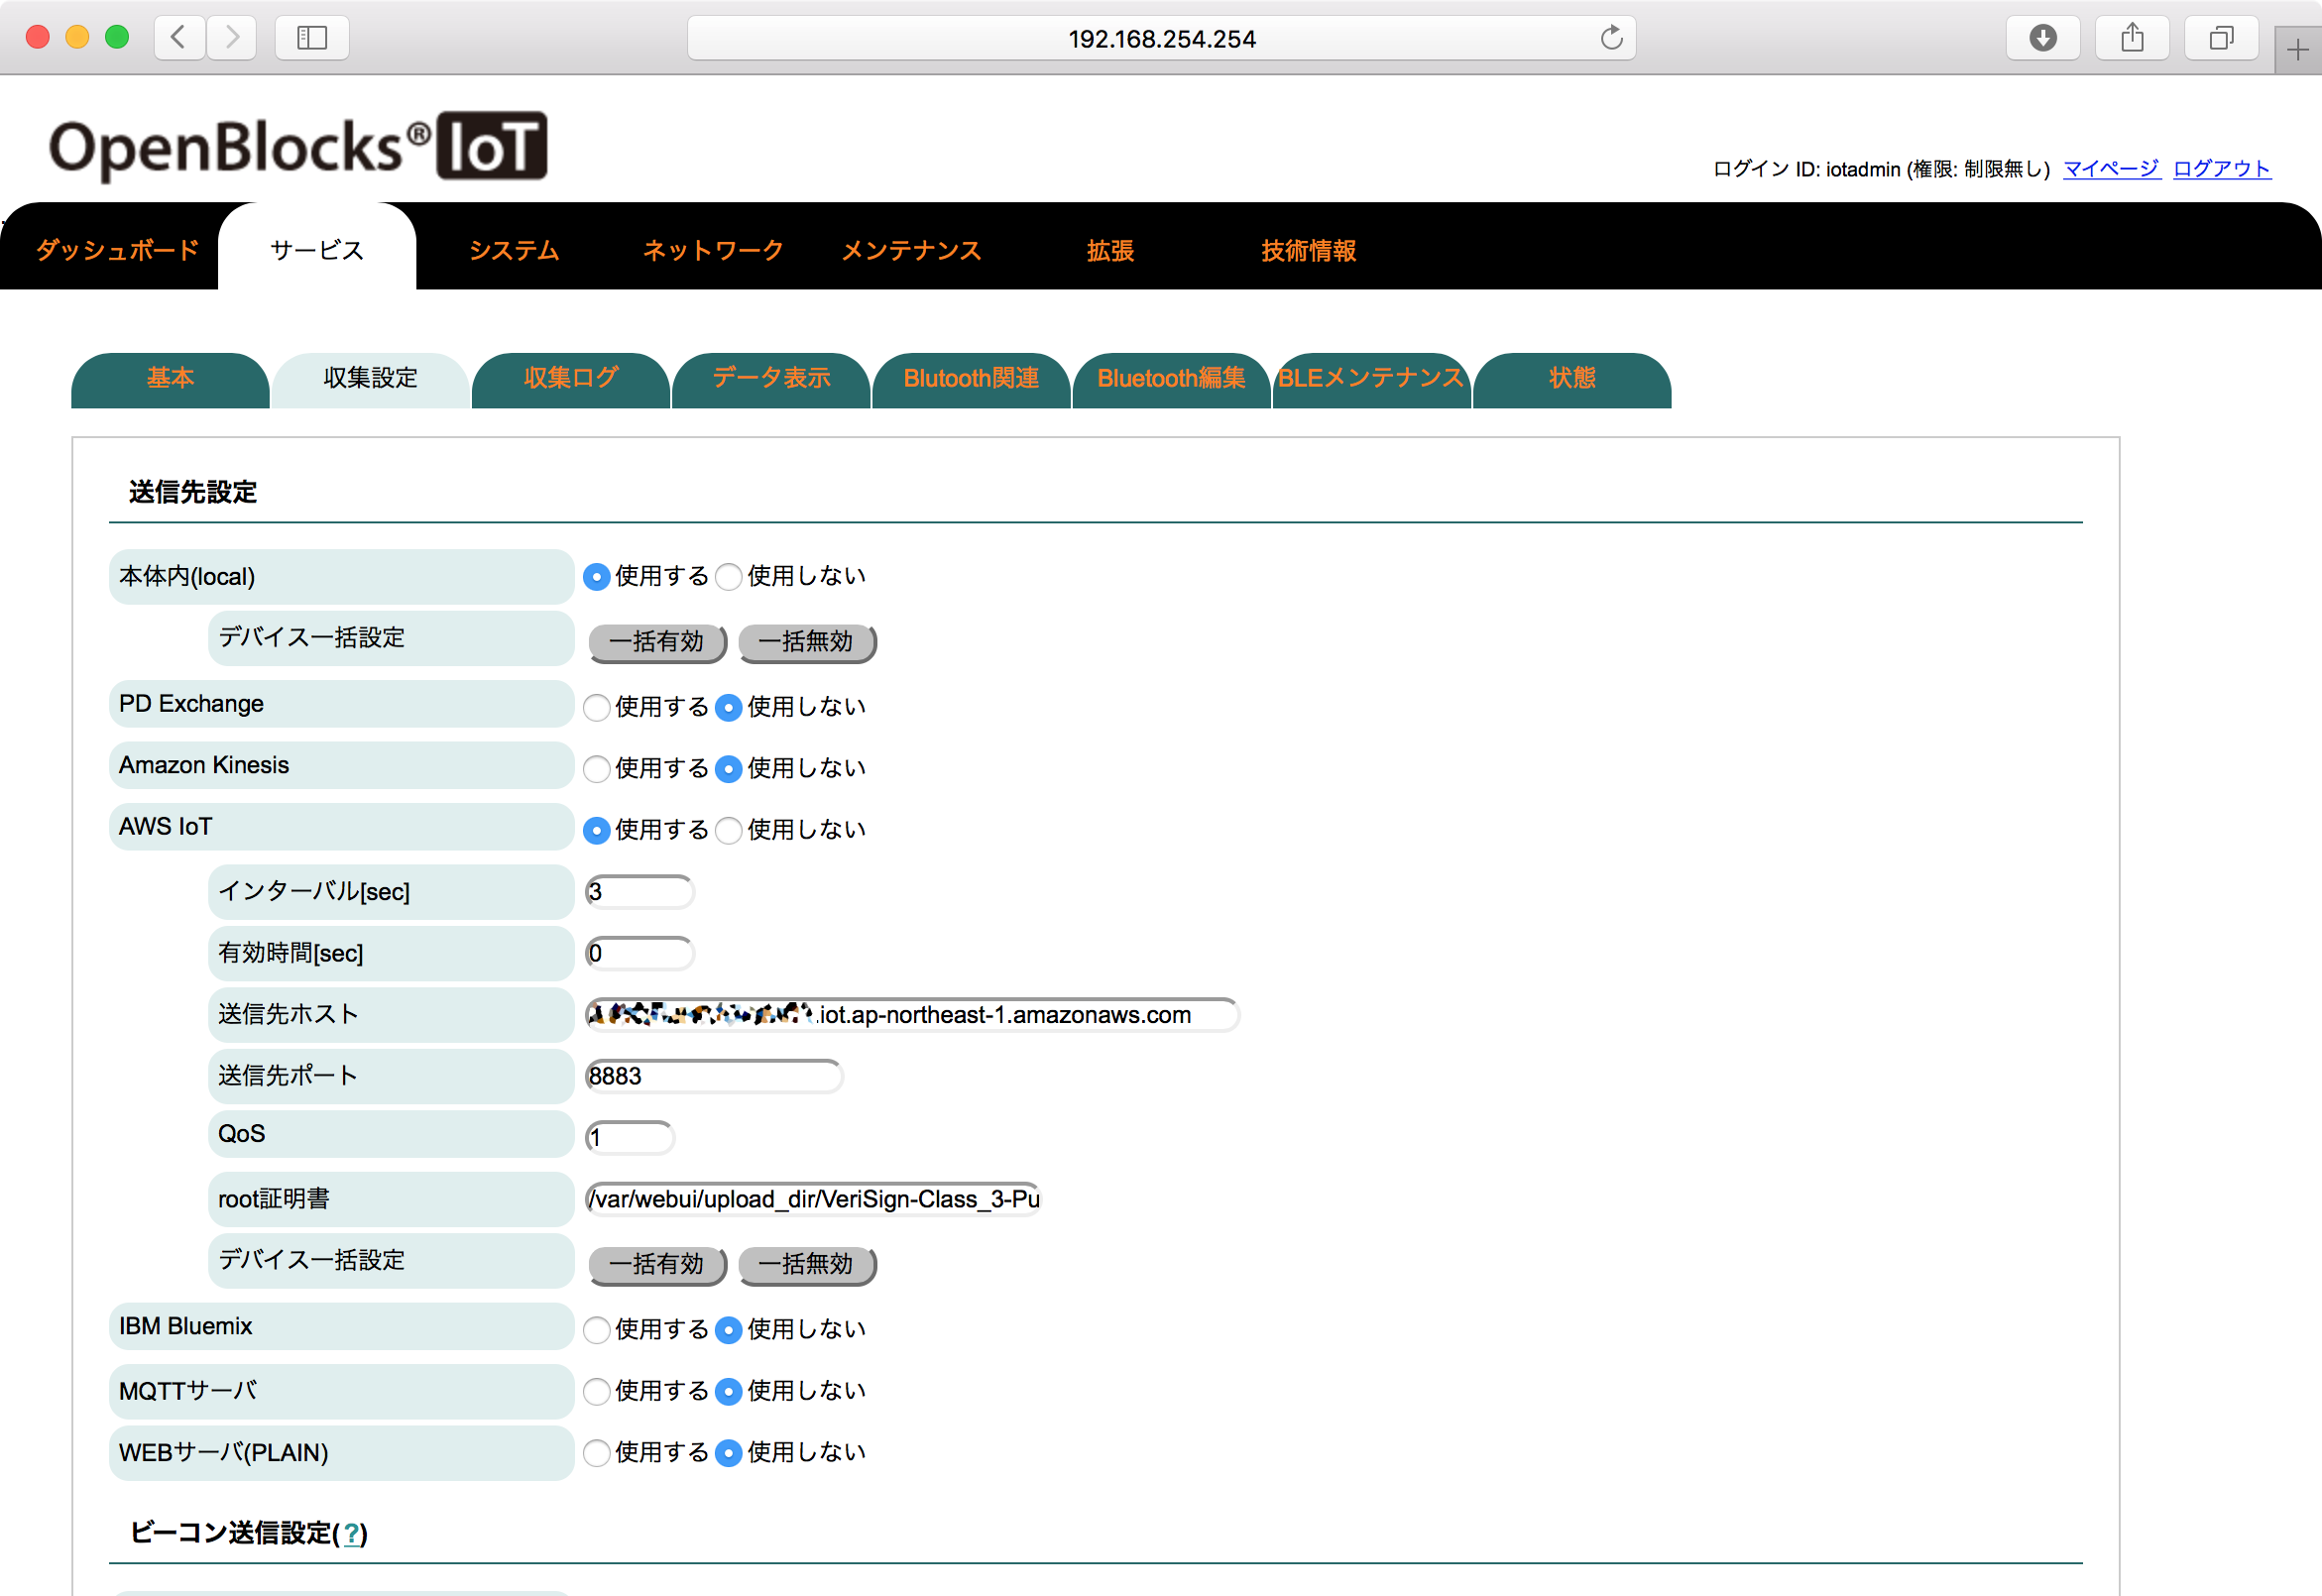 192.168.254.254
OpenBlocks® IoT
ログイン ID: iotadmin (権限: 制限無し) マイページ ログアウト
ダッシュボード サービス システム ネットワーク メンテナンス 拡張 技術情報
基本 収集設定 収集ログ データ表示 Blutooth関連 Bluetooth編集 BLEメンテナンス 状態
送信先設定
本体内(local) 使用する 使用しない
デバイス一括設定 一括有効 一括無効
PD Exchange 使用する 使用しない
Amazon Kinesis 使用する 使用しない
AWS IoT 使用する 使用しない
インターバル[sec] 3
有効時間[sec] 0
送信先ホスト .iot.ap-northeast-1.amazonaws.com
送信先ポート 8883
QoS 1
root証明書 /var/webui/upload_dir/VeriSign-Class_3-Pu
デバイス一括設定 一括有効 一括無効
IBM Bluemix 使用する 使用しない
MQTTサーバ 使用する 使用しない
WEBサーバ(PLAIN) 使用する 使用しない
ビーコン送信設定(?)